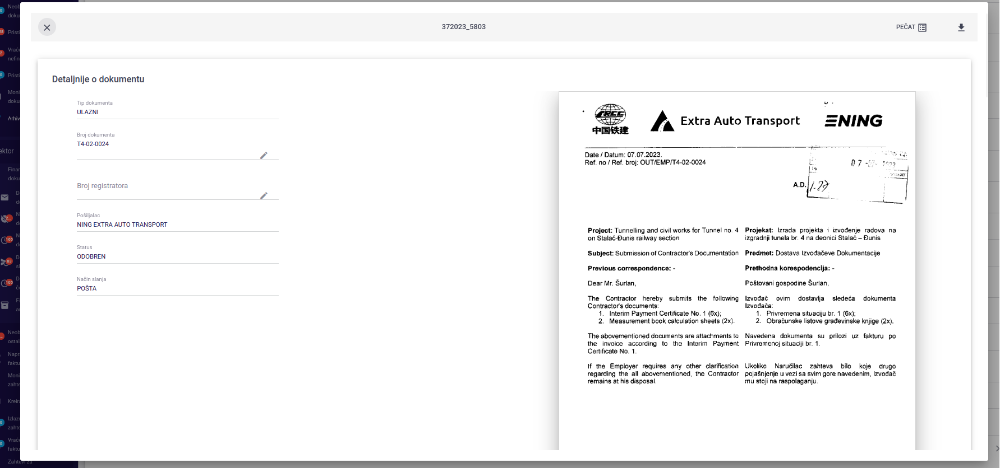 372023_5803
PEČAT
Detaljnije o dokumentu
Tip dokumenta
ULAZNI
Broj dokumenta
T4-02-0024
Broj registratora
Pošiljalac
NING EXTRA AUTO TRANSPORT
Status
ODOBREN
Način slanja
POŠTA
CRCC
中国铁建
Extra Auto Transport
ENING
Date / Datum: 07.07.2023.
Ref. no / Ref. broj: OUT/EMP/T4-02-0024
07 -07- 2023
A.D.
Project: Tunnelling and civil works for Tunnel no. 4
on Stalać-Đunis railway section
Subject: Submission of Contractor's Documentation
Previous correspondence: -
Dear Mr. Šurlan,
The Contractor hereby submits the following
Contractor's documents:
1. Interim Payment Certificate No. 1 (6x);
2. Measurement book calculation sheets (2x).
The abovementioned documents are attachments to
the invoice according to the Interim Payment
Certificate No. 1.
If the Employer requires any other clarification
regarding the all abovementioned, the Contractor
remains at his disposal.
Projekat: Izrada projekta i izvođenje radova na
izgradnji tunela br. 4 na deonici Stalać – Đunis
Predmet: Dostava Izvođačeve Dokumentacije
Prethodna korespodencija: -
Poštovani gospodine Šurlan,
Izvođač ovim dostavlja sledeća dokumenta
Izvođača:
1. Privremena situaciju br. 1 (6x);
2. Obračunske listove građevinske knjige (2x).
Navedena dokumenta su prilozi uz fakturu po
Privremenoj situaciji br. 1.
Ukoliko Naručilac zahteva bilo koje drugo
pojašnjenje u vezi sa svim gore navedenim, Izvođač
mu stoji na raspolaganju.